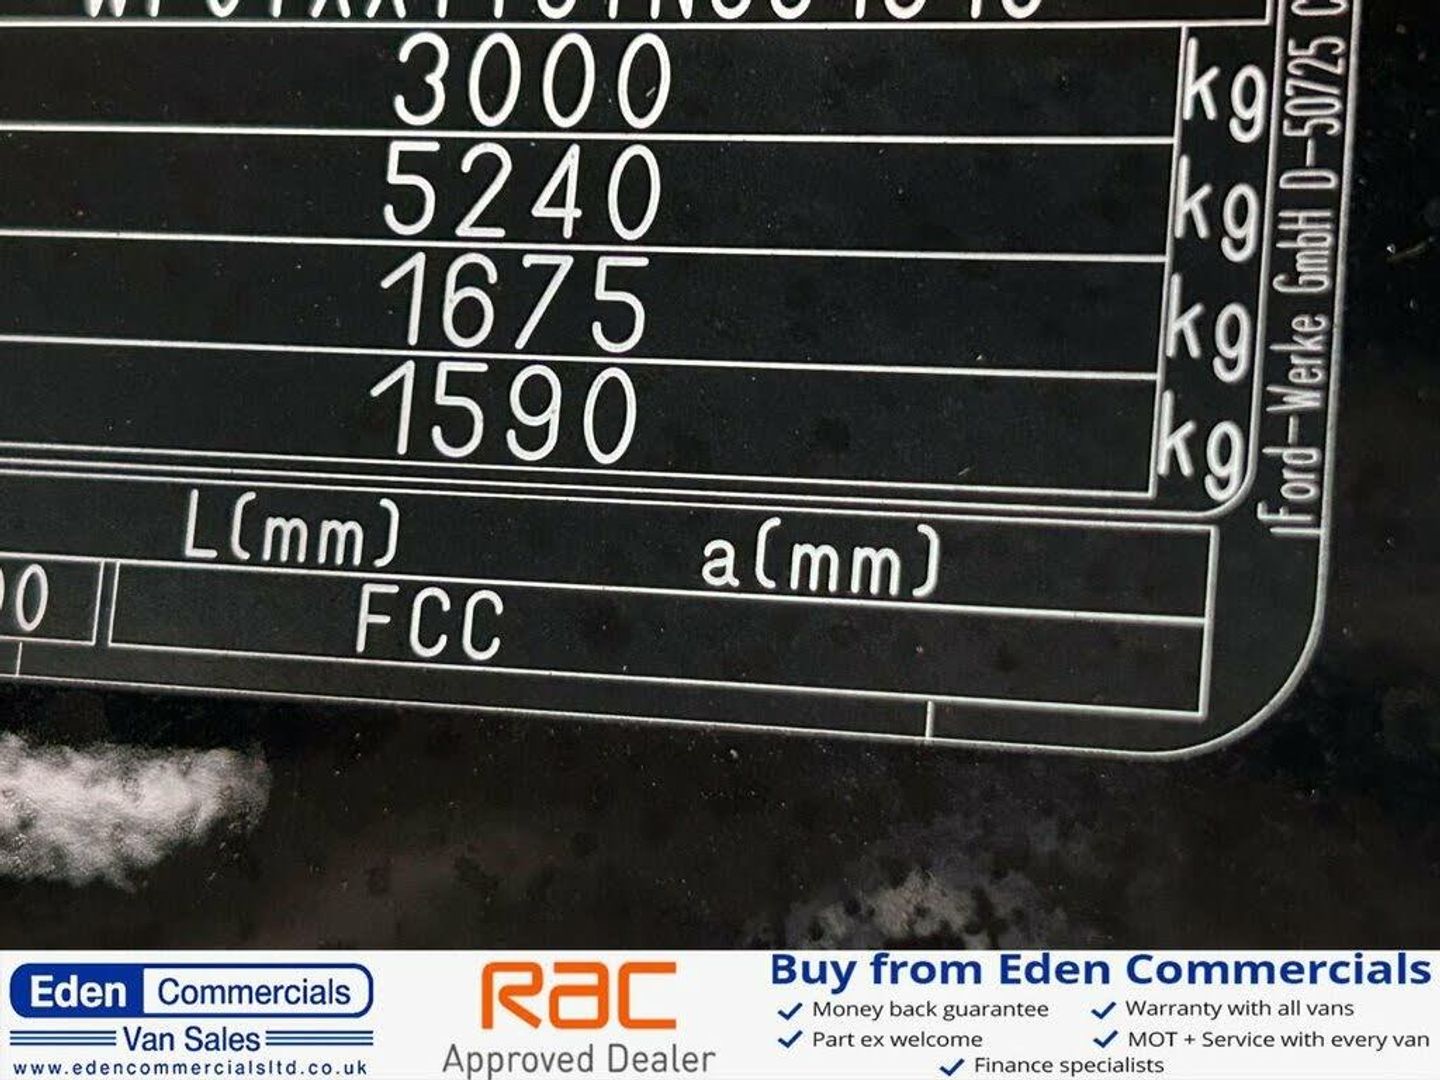 3000 kg
5240 kg
1675 kg
1590 kg
Ford-Werke GmbH D-50725
L(mm) a(mm)
FCC
Eden Commercials
Van Sales
www.edencommercialsltd.co.uk
RAC
Approved Dealer
Buy from Eden Commercials
Money back guarantee
Warranty with all vans
Part ex welcome
MOT + Service with every van
Finance specialists